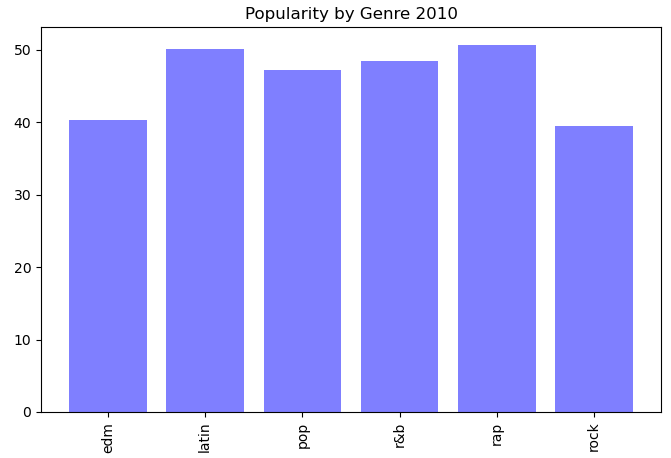 Popularity by Genre 2010
50
40
30
20
10
0
edm
latin
pop
r&b
rap
rock